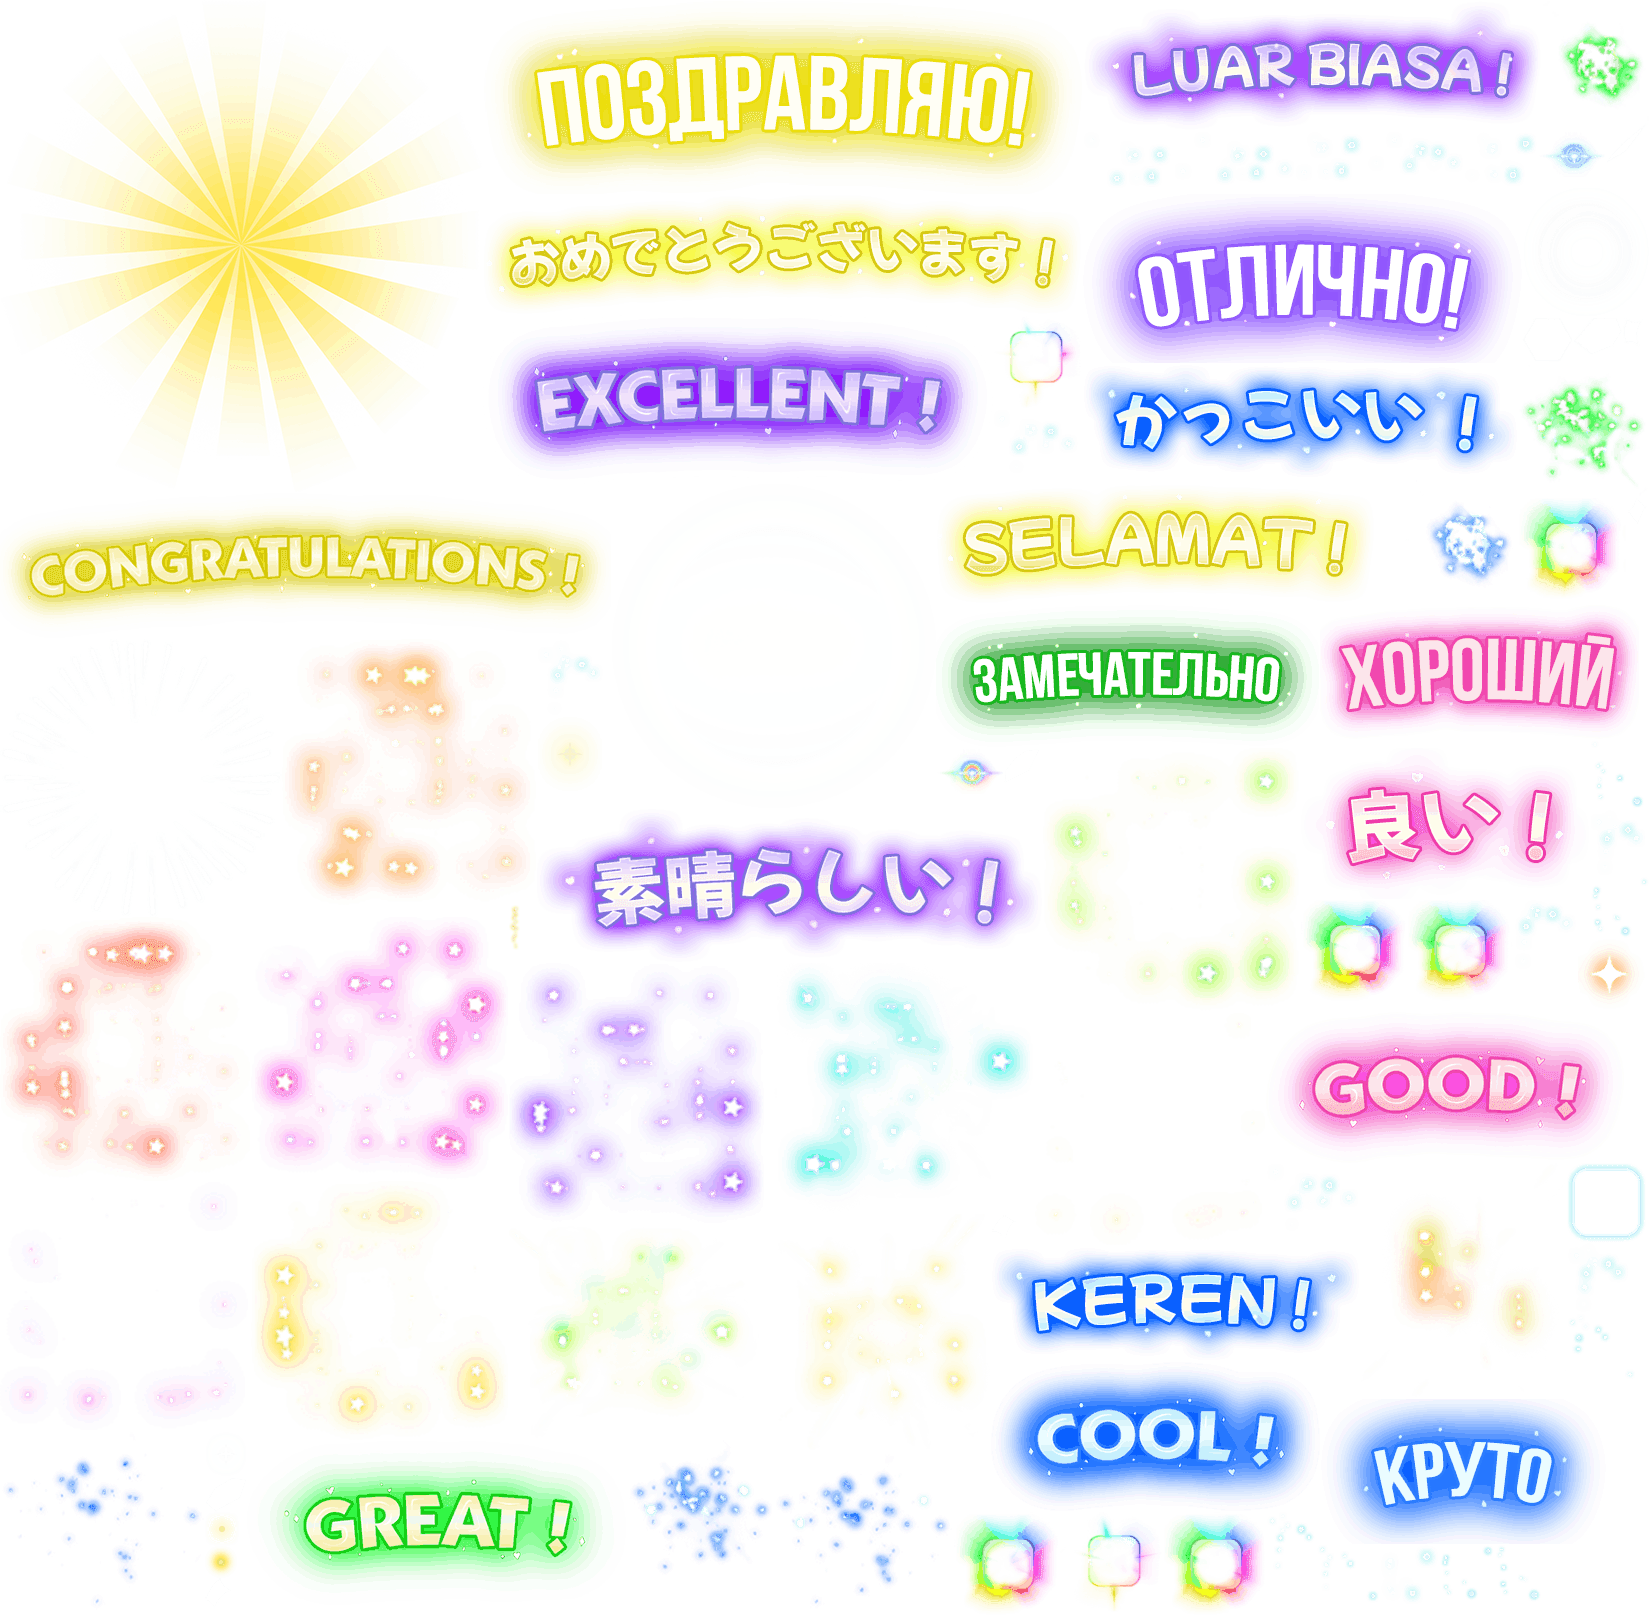 ПОЗДРАВЛЯЮ!
LUAR BIASA!
おめでとうございます!
ОТЛИЧНО!
EXCELLENT!
かっこいい!
CONGRATULATIONS!
SELAMAT!
ЗАМЕЧАТЕЛЬНО
ХОРОШИЙ
良い!
素晴らしい!
GOOD!
KEREN!
COOL!
КРУТО
GREAT!